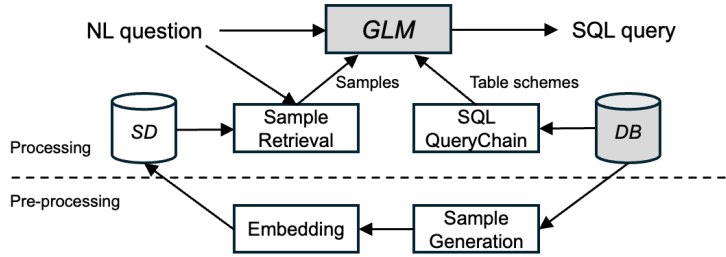 NL question
GLM
SQL query
Samples
Table schemes
SD
Sample
Retrieval
SQL
QueryChain
DB
Processing
Pre-processing
Embedding
Sample
Generation